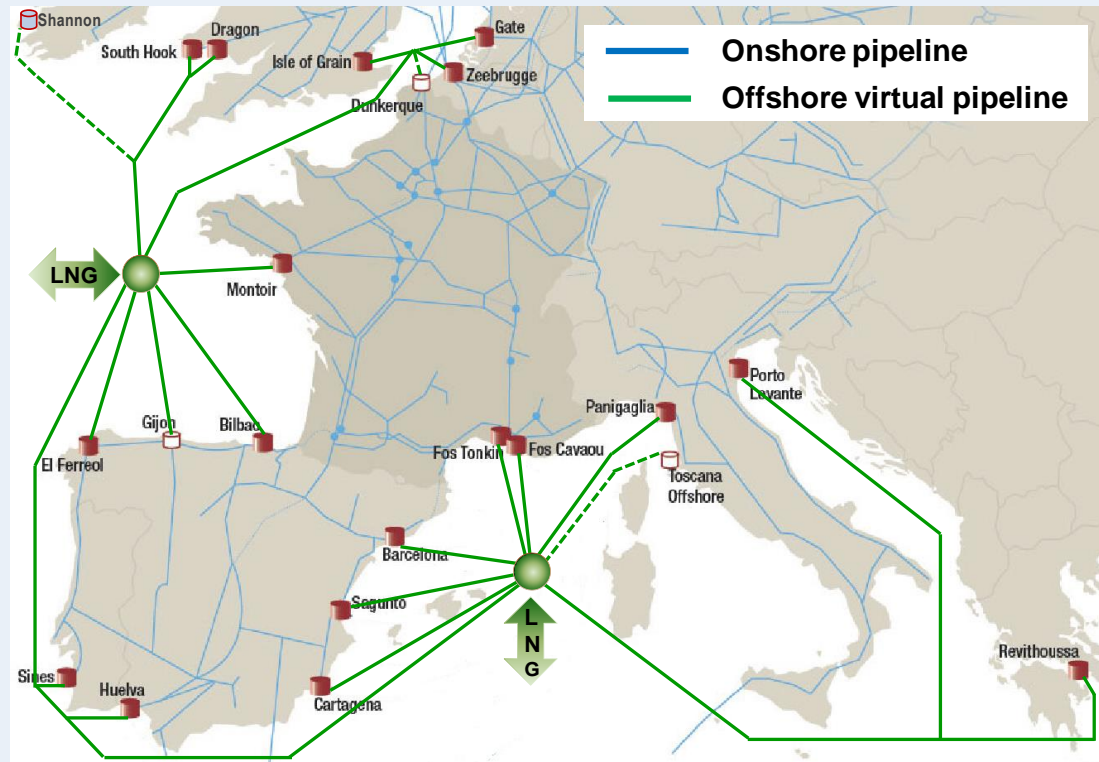 Shannon
Dragon
South Hook
Isle of Grain
Gate
Zeebrugge
Dunkerque
Onshore pipeline
Offshore virtual pipeline
LNG
Montoir
Gijon
Bilbao
El Ferreol
Fos Tonkin
Fos Cavaou
Panigaglia
Porto
Levante
Toscana
Offshore
Barcelona
Sagunto
L
N
G
Sines
Huelva
Cartagena
Revithoussa